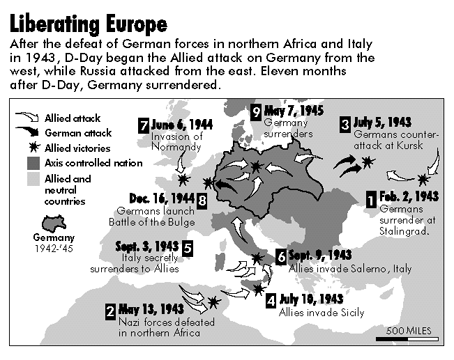 Liberating Europe
After the defeat of German forces in northern Africa and Italy
in 1943, D-Day began the Allied attack on Germany from the
west, while Russia attacked from the east. Eleven months
after D-Day, Germany surrendered.
Allied attack
German attack
Allied victories
Axis controlled nation
Allied and
neutral
countries
Germany
1942-'45
7 June 6, 1944
Invasion of
Normandy
9 May 7, 1945
Germany
surrenders
3 July 5, 1943
Germans counter-
attack at Kursk
Dec. 16, 1944 8
Germans launch
Battle of the Bulge
1 Feb. 2, 1943
Germans
surrender at
Stalingrad.
Sept. 3, 1943 5
Italy secretly
surrenders to Allies
6 Sept. 9, 1943
Allies invade Salerno, Italy
2 May 13, 1943
Nazi forces defeated
in northern Africa
4 July 10, 1943
Allies invade Sicily
500 MILES